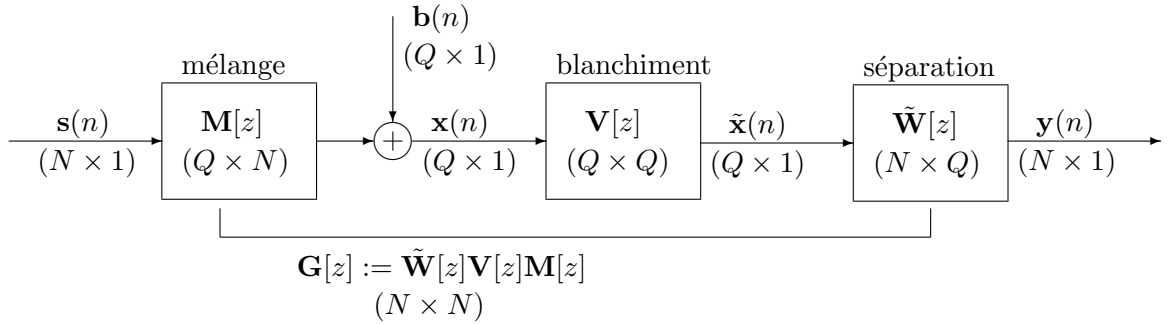 b(n)
(Q × 1)
mélange
blanchiment
séparation
s(n)
(N × 1)
M[z]
(Q × N)
+
x(n)
(Q × 1)
V[z]
(Q × Q)
x̃(n)
(Q × 1)
W̃[z]
(N × Q)
y(n)
(N × 1)
G[z] := W̃[z]V[z]M[z]
(N × N)